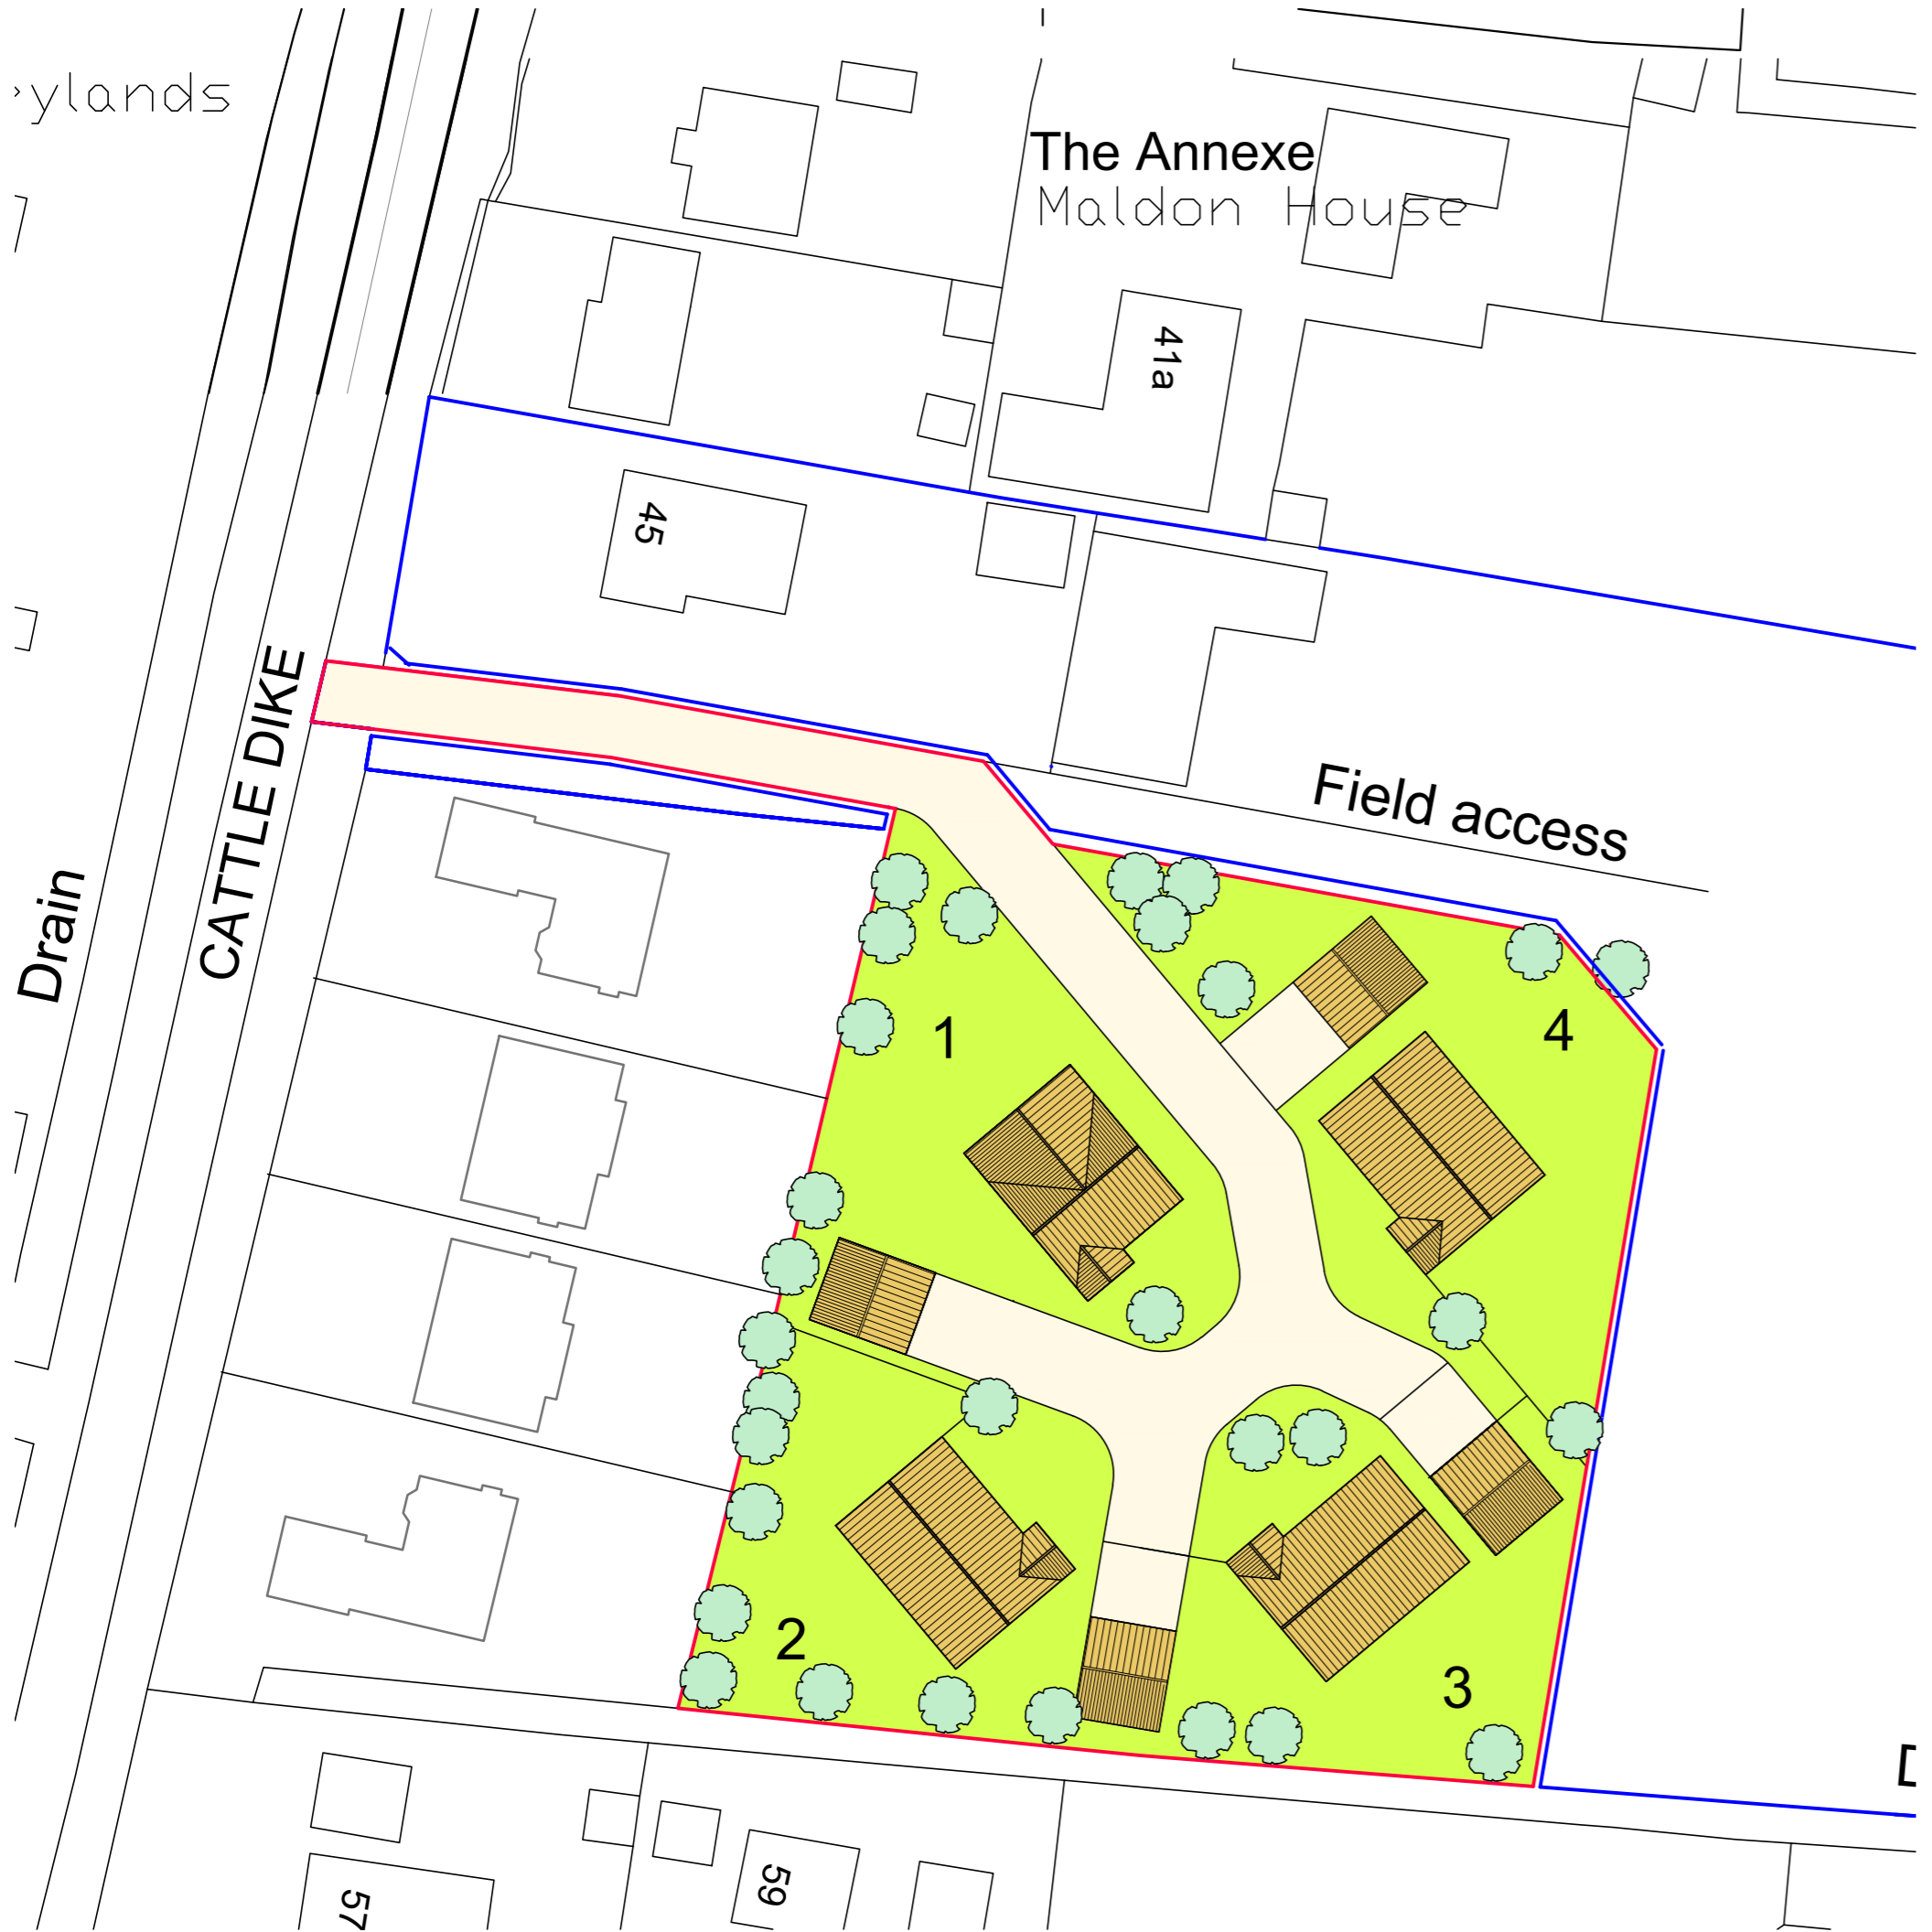 ylands
The Annexe
Maldon House
41a
45
CATTLE DIKE
Field access
Drain
1
4
2
3
59
57